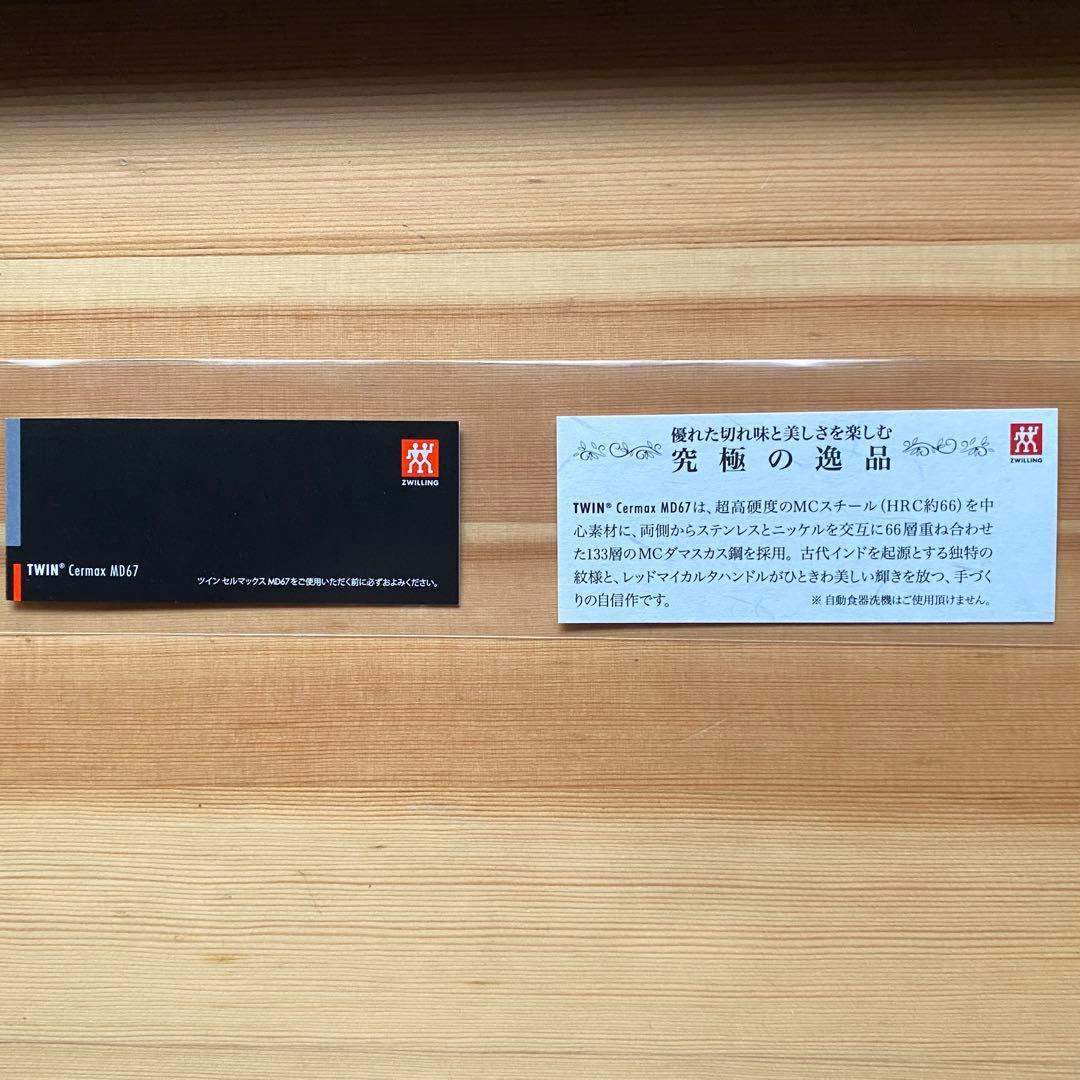 ZWILLING
TWIN® Cermax MD67
ツイン セルマックス MD67をご使用いただく前に必ずおよみください。
優れた切れ味と美しさを楽しむ
究極の逸品
ZWILLING
TWIN® Cermax MD67は、超高硬度のMCスチール(HRC約66)を中
心素材に、両側からステンレスとニッケルを交互に66層重ね合わせ
た133層のMCダマスカス鋼を採用。古代インドを起源とする独特の
紋様と、レッドマイカルタハンドルがひときわ美しい輝きを放つ、手づく
りの自信作です。
※ 自動食器洗機はご使用頂けません。